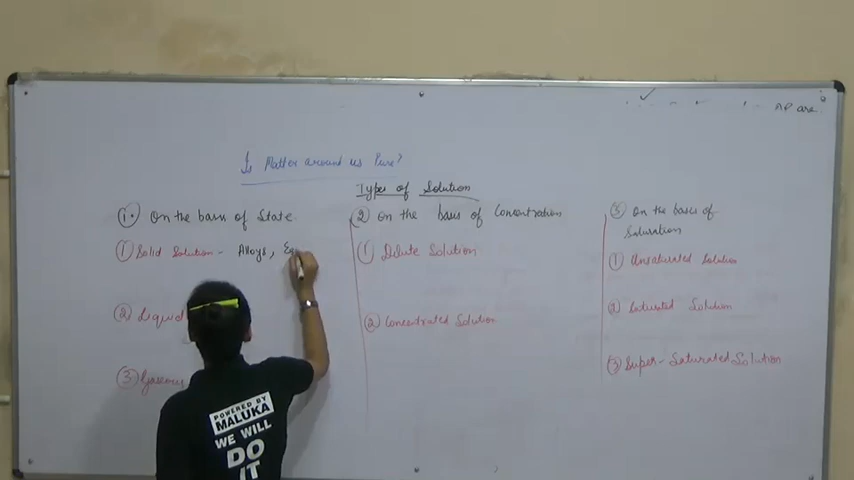 AP are.
Is Matter around us Pure?
Types of Solution
1. On the basis of State.
1 Solid Solution - Alloys,
2 Liquid
3 Gaseous
2 On the basis of Concentration
1 Dilute Solution
2 Concentrated Solution
3 On the basis of
Saturation
1 Unsaturated Solution
2 Saturated Solution
3 Super-Saturated Solution
POWERED BY
MALUKA
WE WILL
DO
IT